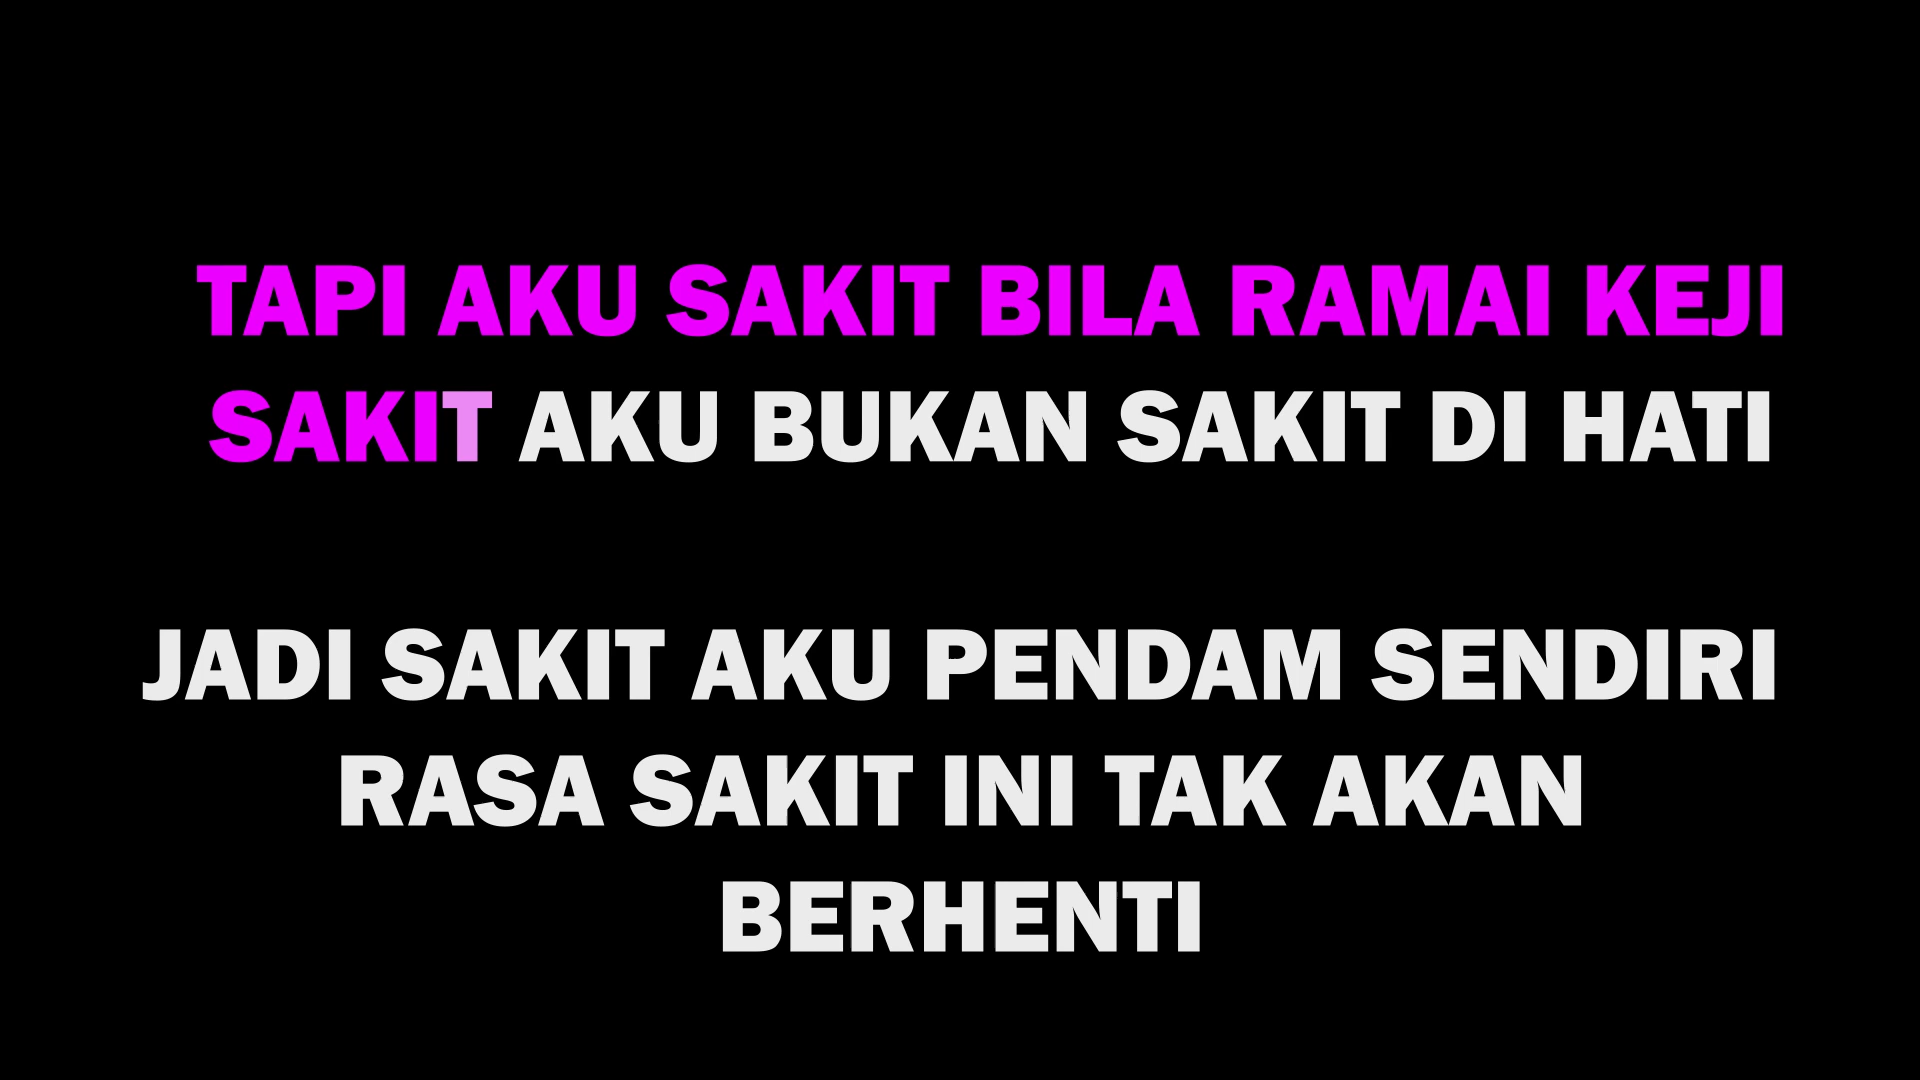 TAPI AKU SAKIT BILA RAMAI KEJI
SAKIT AKU BUKAN SAKIT DI HATI
JADI SAKIT AKU PENDAM SENDIRI
RASA SAKIT INI TAK AKAN
BERHENTI